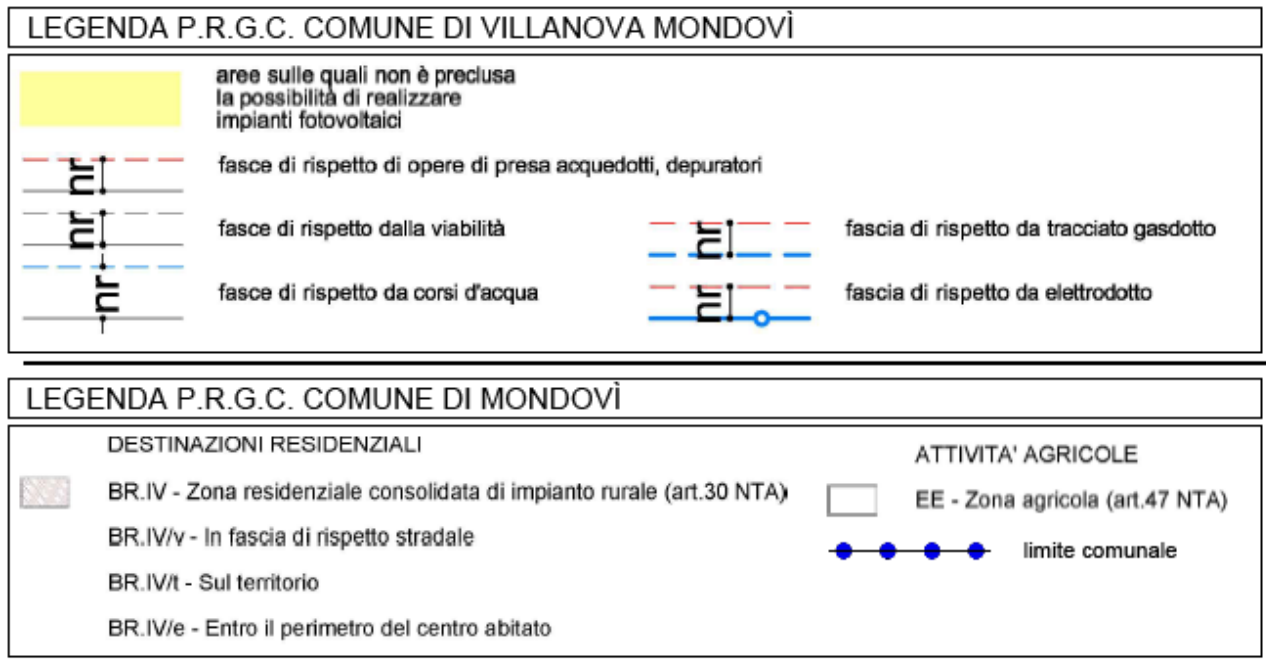 LEGENDA P.R.G.C. COMUNE DI VILLANOVA MONDOVÌ
aree sulle quali non è preclusa
la possibilità di realizzare
impianti fotovoltaici
nr
fasce di rispetto di opere di presa acquedotti, depuratori
nr
fasce di rispetto dalla viabilità
nr
fasce di rispetto da corsi d'acqua
nr
fascia di rispetto da tracciato gasdotto
nr
fascia di rispetto da elettrodotto
LEGENDA P.R.G.C. COMUNE DI MONDOVÌ
DESTINAZIONI RESIDENZIALI
BR.IV - Zona residenziale consolidata di impianto rurale (art.30 NTA)
BR.IV/v - In fascia di rispetto stradale
BR.IV/t - Sul territorio
BR.IV/e - Entro il perimetro del centro abitato
ATTIVITA' AGRICOLE
EE - Zona agricola (art.47 NTA)
limite comunale